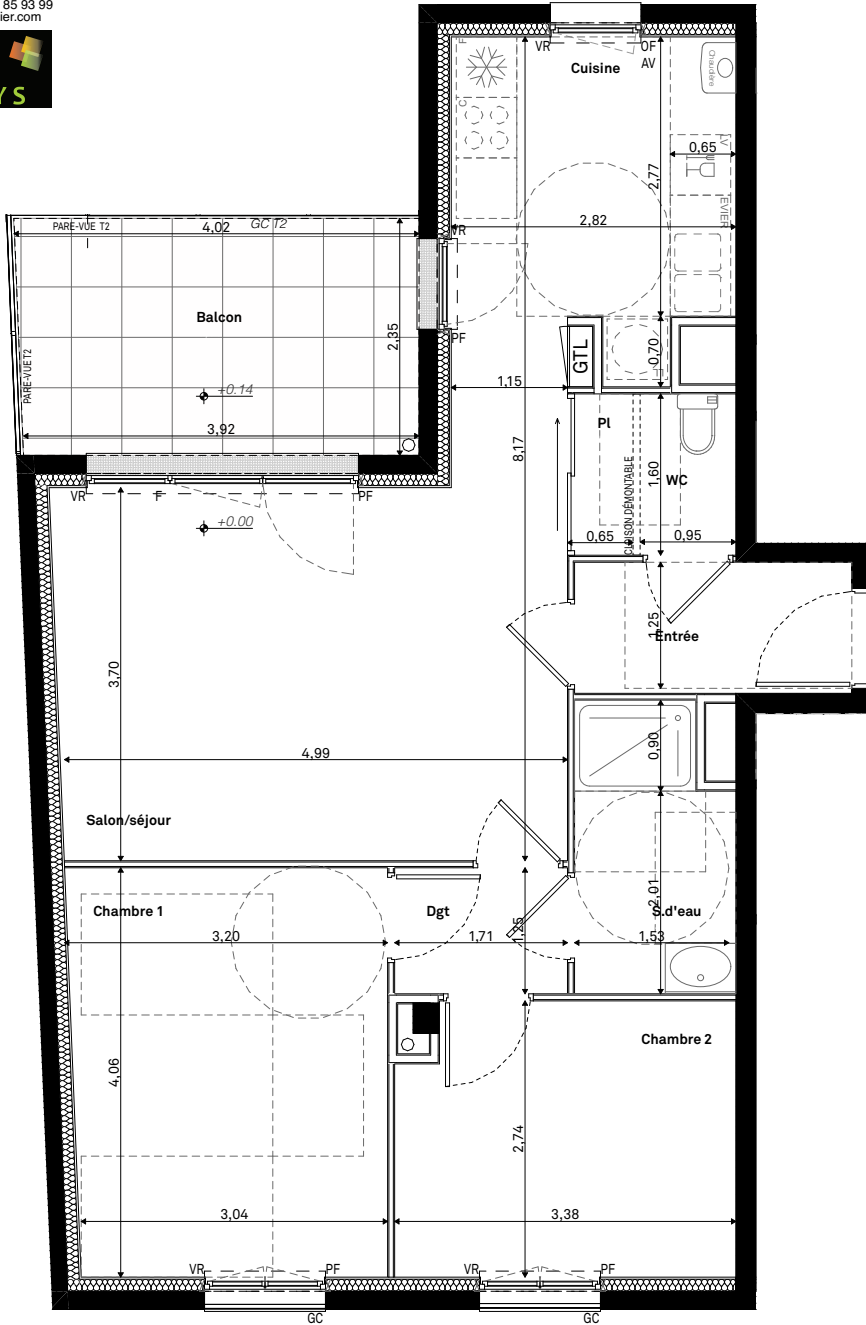 85 93 99
ier.com
YS
VR
OF
AV
F
Cuisine
Chaudière
C
LV
0,65
2,77
EVIER
PARE-VUE T2
4,02
GC T2
2,82
VR
Balcon
2,35
PF
PARE-VUE T2
GTL
0,70
+0.14
1,15
3,92
Pl
8,17
CLOISON DÉMONTABLE
1,60
WC
VR
F
PF
+0.00
0,65
0,95
1,25
Entrée
3,70
4,99
0,90
Salon/séjour
2,01
Chambre 1
Dgt
S.d'eau
3,20
1,71
1,25
1,53
Chambre 2
4,06
2,74
3,04
3,38
VR
PF
VR
PF
GC
GC